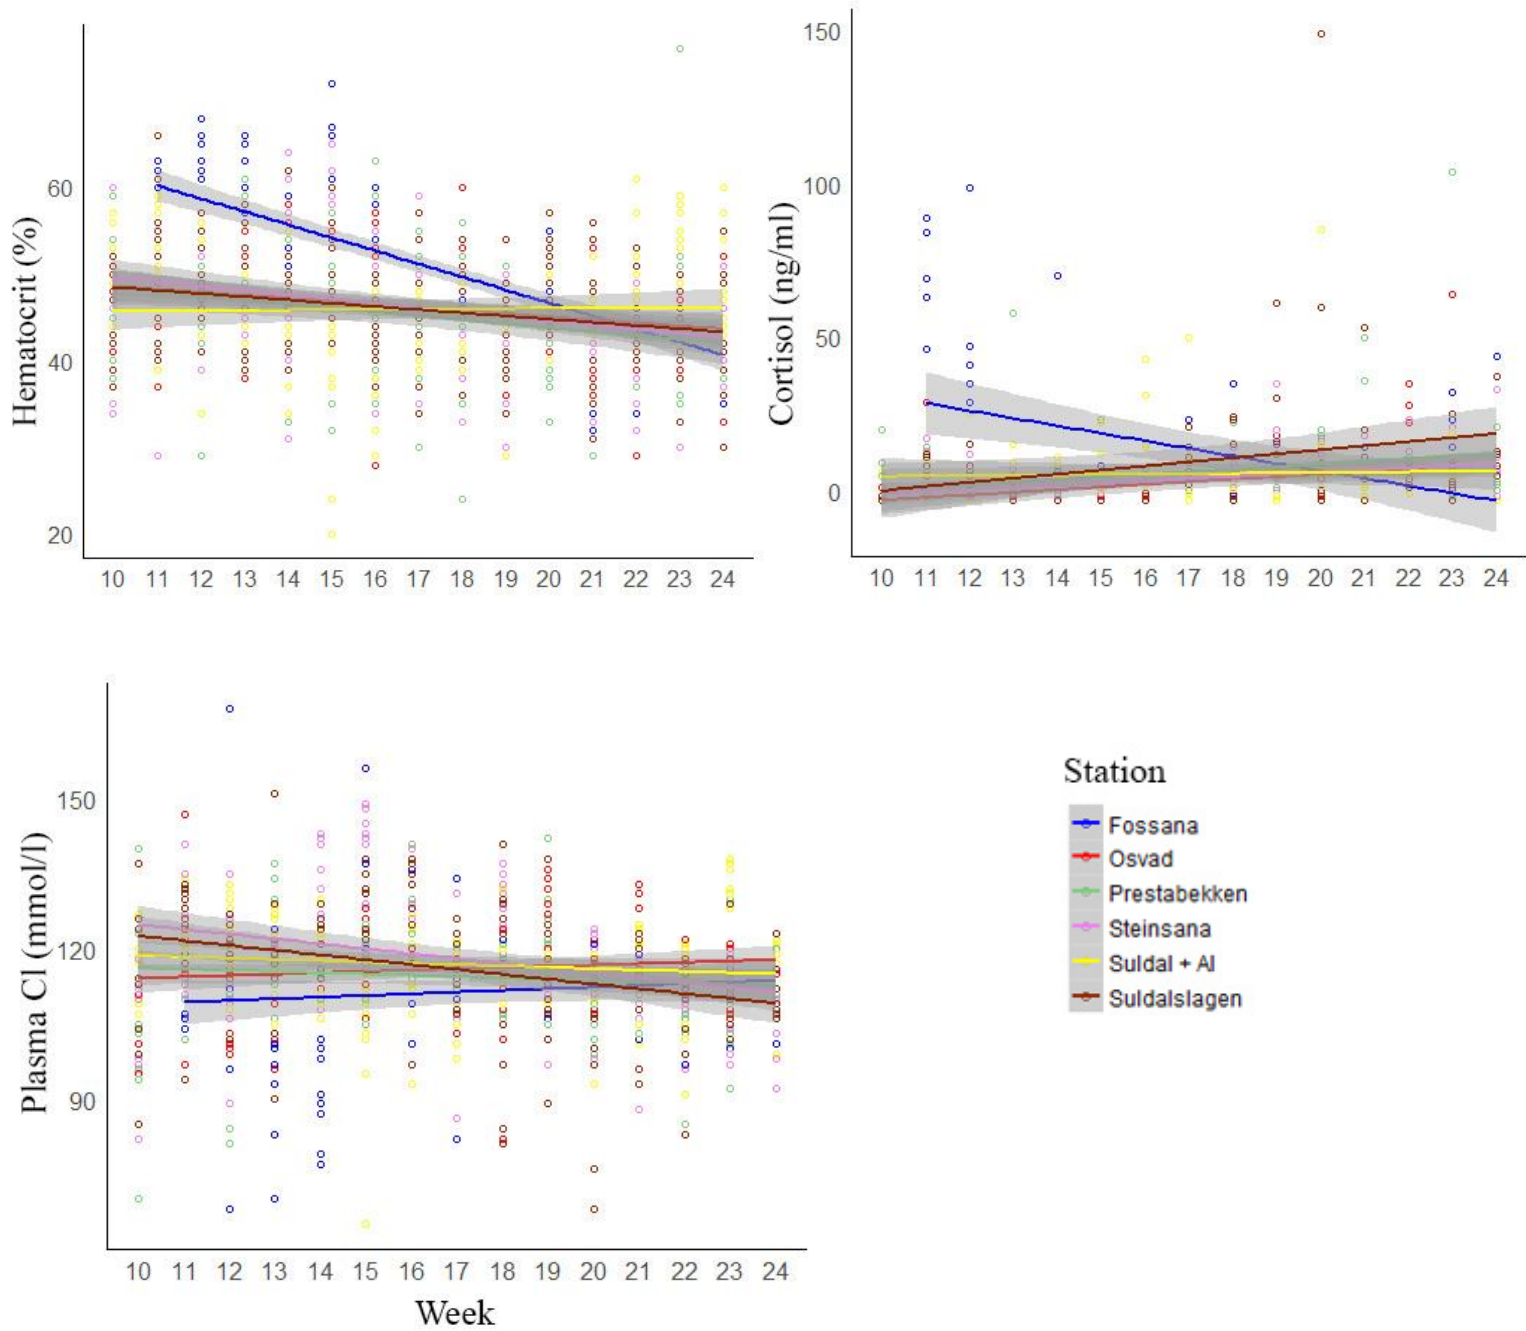 Hematocrit (%)
60
40
20
10 11 12 13 14 15 16 17 18 19 20 21 22 23 24
Cortisol (ng/ml)
150
100
50
0
10 11 12 13 14 15 16 17 18 19 20 21 22 23 24
Plasma Cl (mmol/l)
150
120
90
10 11 12 13 14 15 16 17 18 19 20 21 22 23 24
Week
Station
Fossana
Osvad
Prestabekken
Steinsana
Suldal + Al
Suldalslagen